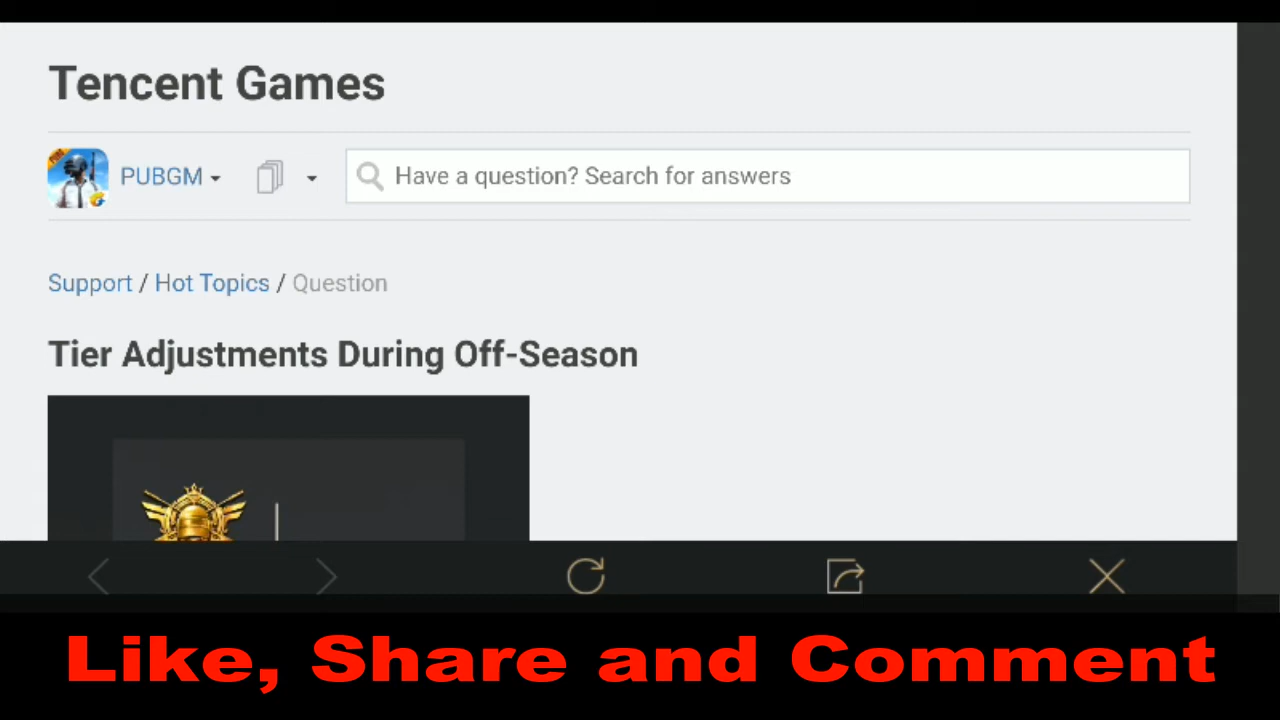 Tencent Games
PUBGM
Have a question? Search for answers
Support / Hot Topics / Question
Tier Adjustments During Off-Season
Like, Share and Comment